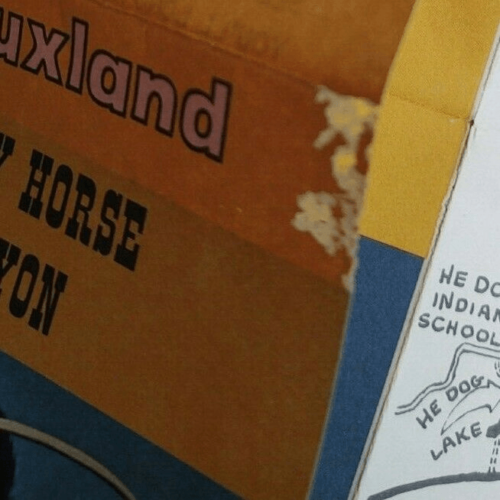 uxland
Y HORSE
YON
HE DO
INDIAN
SCHOOL
HE DOG
LAKE